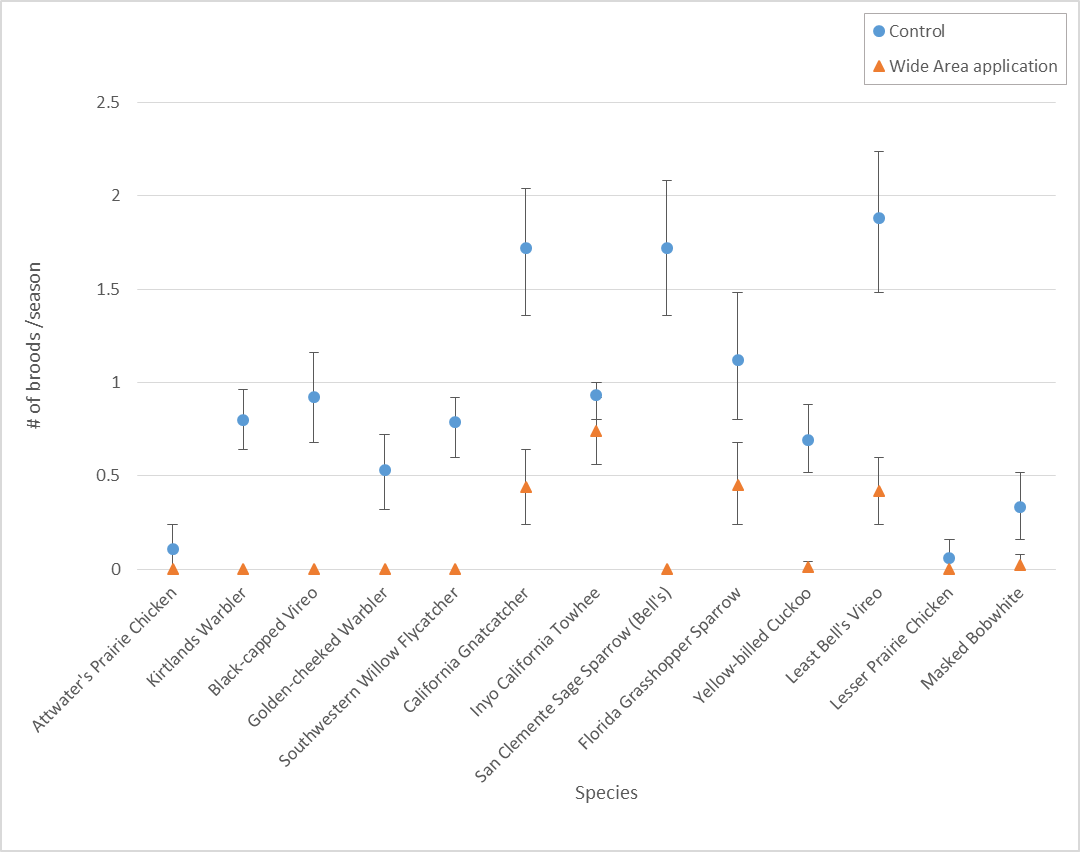 Control
Wide Area application
2.5
2
1.5
1
0.5
0
# of broods /season
Attwater's Prairie Chicken
Kirtlands Warbler
Black-capped Vireo
Golden-cheeked Warbler
Southwestern Willow Flycatcher
California Gnatcatcher
Inyo California Towhee
San Clemente Sage Sparrow (Bell's)
Florida Grasshopper Sparrow
Yellow-billed Cuckoo
Least Bell's Vireo
Lesser Prairie Chicken
Masked Bobwhite
Species